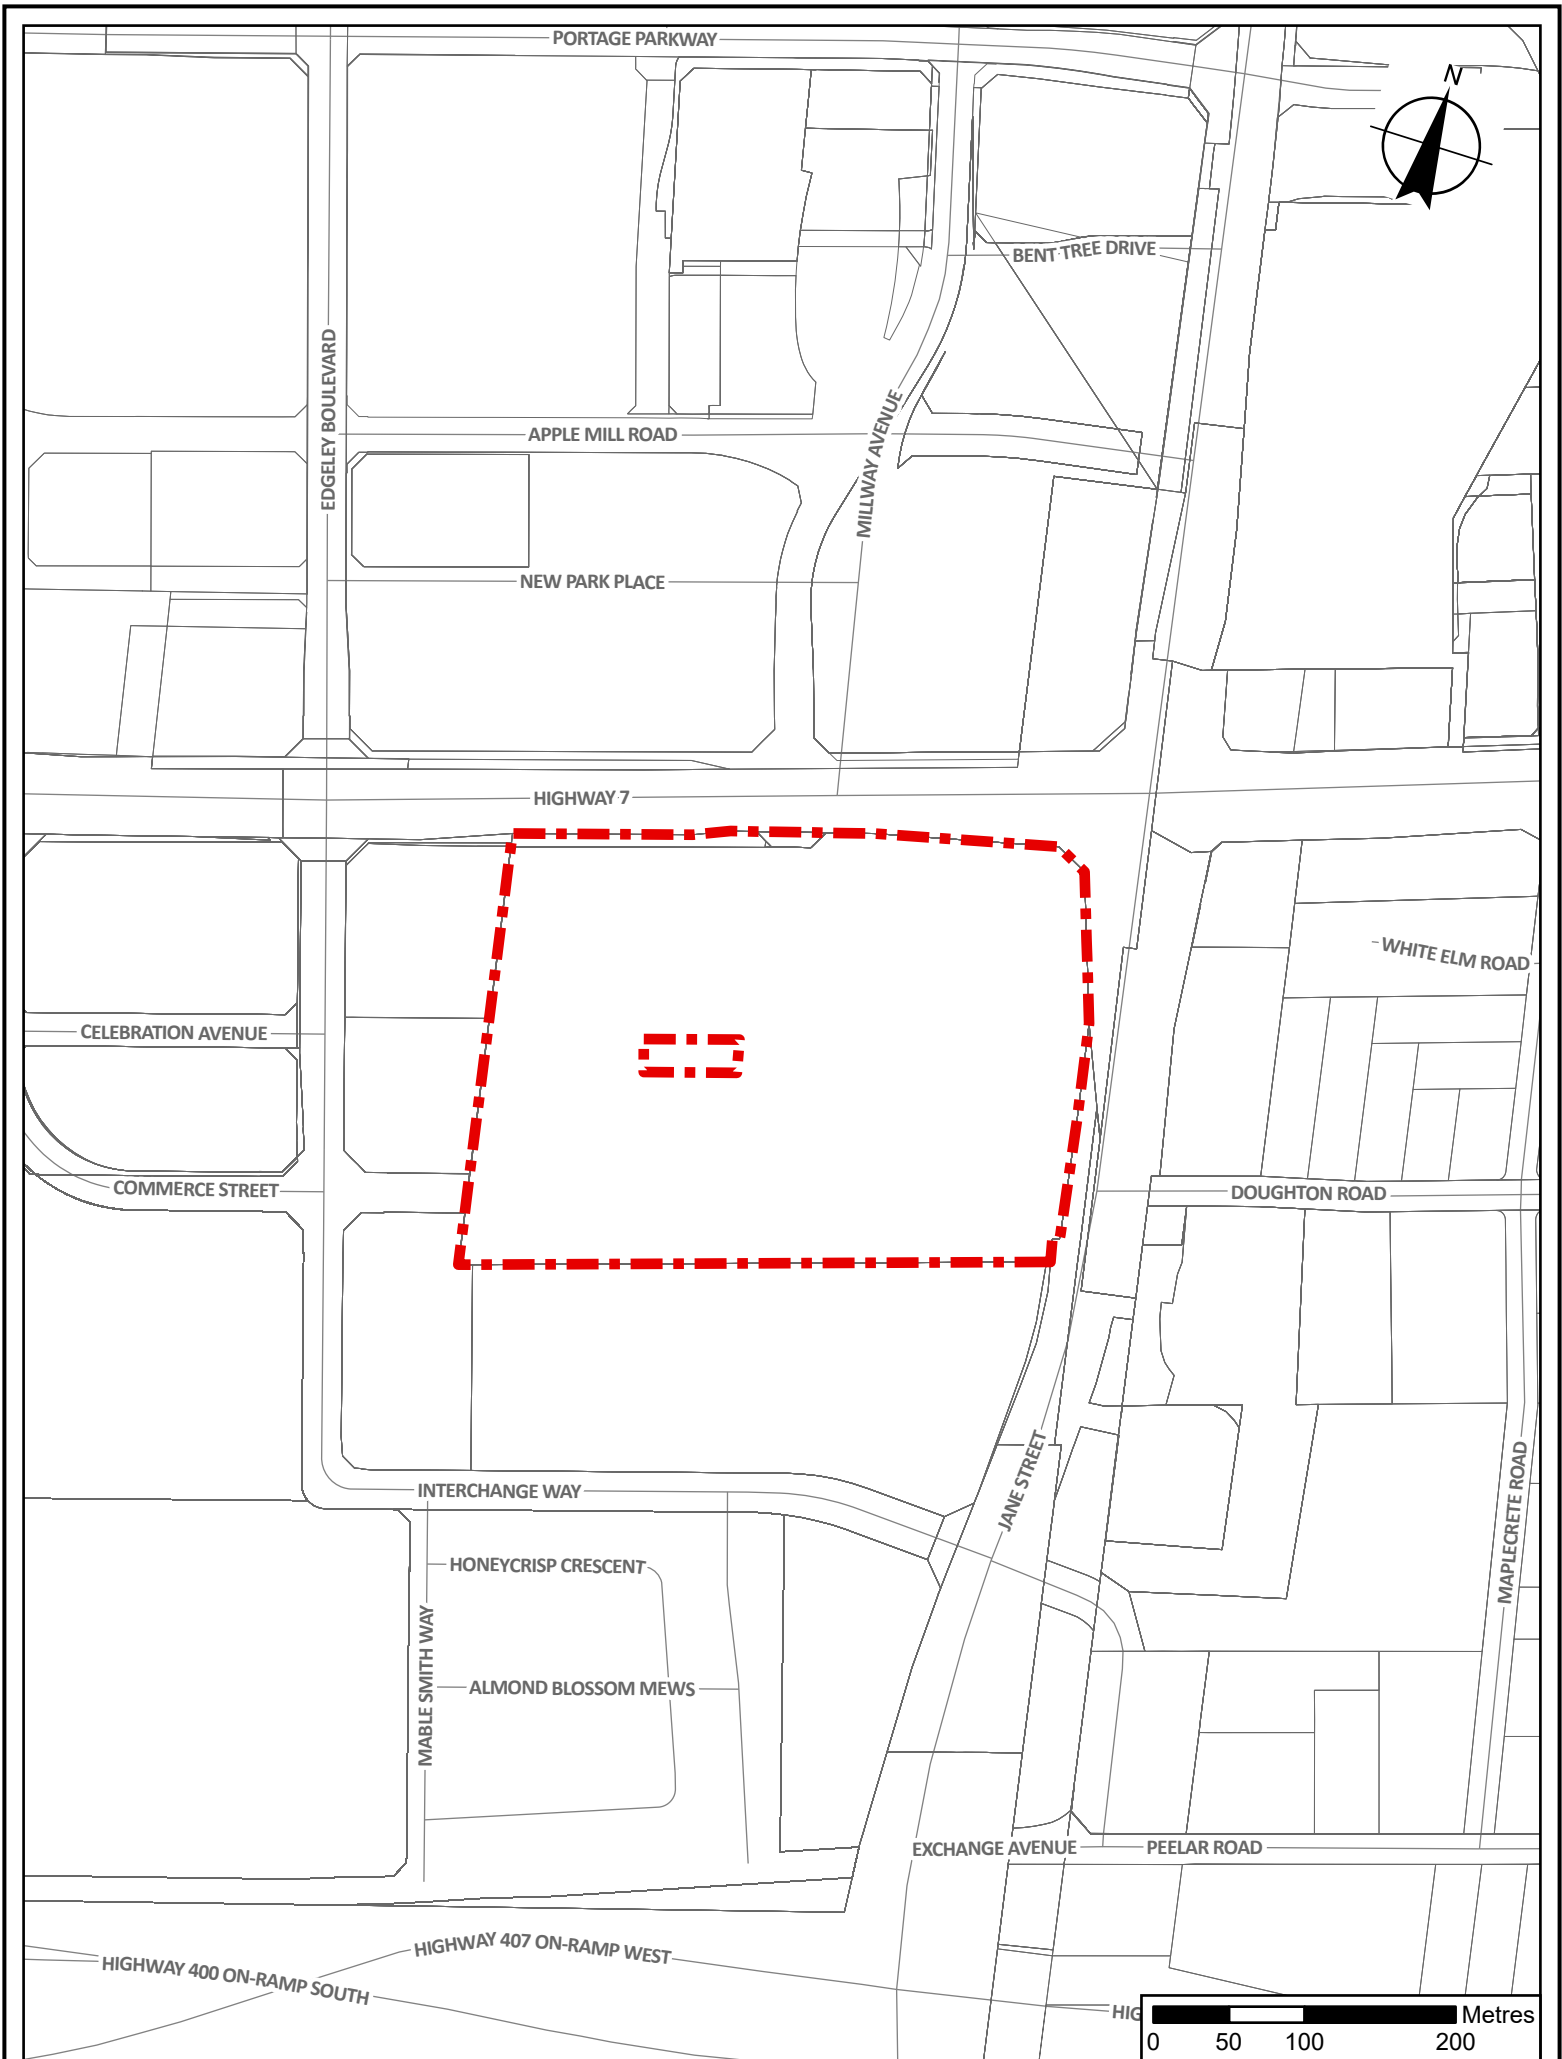 PORTAGE PARKWAY
N
BENT TREE DRIVE
EDGELEY BOULEVARD
MILLWAY AVENUE
APPLE MILL ROAD
NEW PARK PLACE
HIGHWAY 7
WHITE ELM ROAD
CELEBRATION AVENUE
COMMERCE STREET
DOUGHTON ROAD
JANE STREET
INTERCHANGE WAY
MAPLECRETE ROAD
HONEYCRISP CRESCENT
MABLE SMITH WAY
ALMOND BLOSSOM MEWS
EXCHANGE AVENUE
PEELAR ROAD
HIGHWAY 407 ON-RAMP WEST
HIGHWAY 400 ON-RAMP SOUTH
HIG
Metres
0 50 100 200